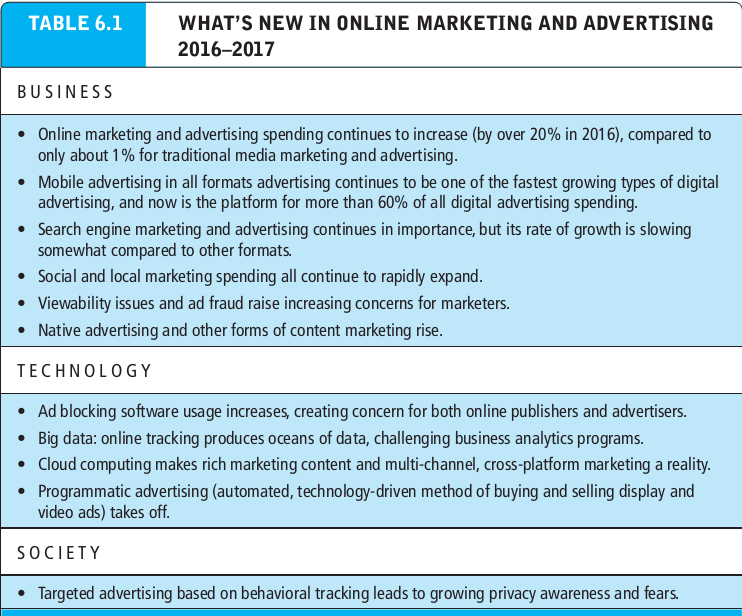 TABLE 6.1 WHAT'S NEW IN ONLINE MARKETING AND ADVERTISING
2016–2017
BUSINESS
• Online marketing and advertising spending continues to increase (by over 20% in 2016), compared to
only about 1% for traditional media marketing and advertising.
• Mobile advertising in all formats advertising continues to be one of the fastest growing types of digital
advertising, and now is the platform for more than 60% of all digital advertising spending.
• Search engine marketing and advertising continues in importance, but its rate of growth is slowing
somewhat compared to other formats.
• Social and local marketing spending all continue to rapidly expand.
• Viewability issues and ad fraud raise increasing concerns for marketers.
• Native advertising and other forms of content marketing rise.
TECHNOLOGY
• Ad blocking software usage increases, creating concern for both online publishers and advertisers.
• Big data: online tracking produces oceans of data, challenging business analytics programs.
• Cloud computing makes rich marketing content and multi-channel, cross-platform marketing a reality.
• Programmatic advertising (automated, technology-driven method of buying and selling display and
video ads) takes off.
SOCIETY
• Targeted advertising based on behavioral tracking leads to growing privacy awareness and fears.